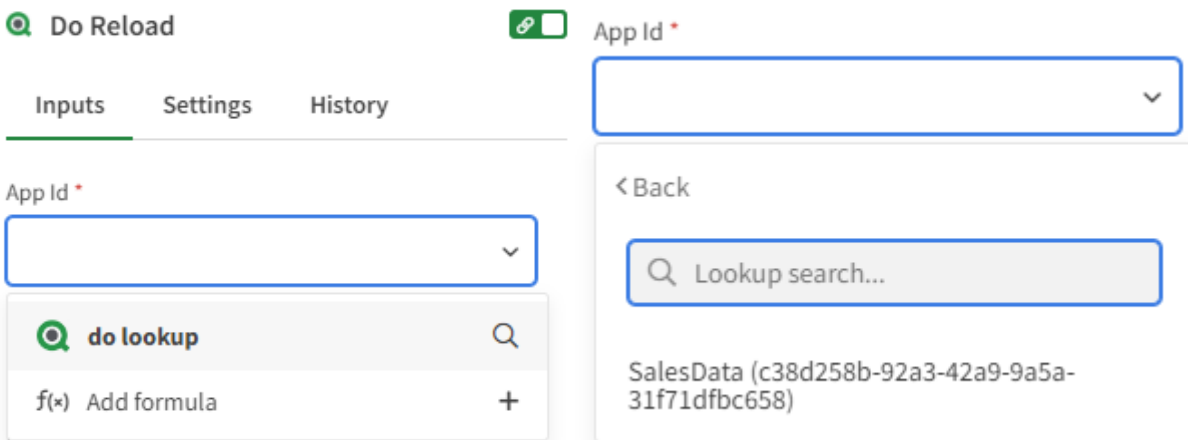 Do Reload
Inputs Settings History
App Id *
do lookup
f(x) Add formula
App Id *
Back
Lookup search...
SalesData (c38d258b-92a3-42a9-9a5a-
31f71dfbc658)